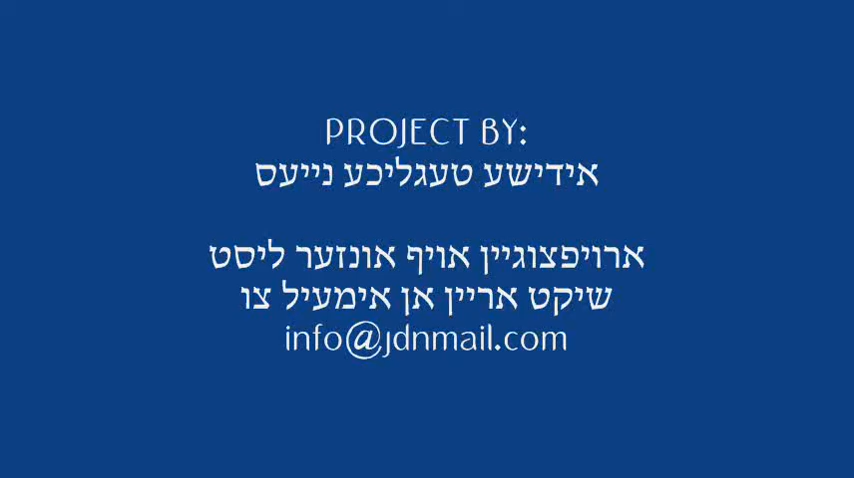 PROJECT BY:
אידישע טעגליכע נייעס
ארויפצוגיין אויף אונזער ליסט
שיקט אריין אן אימעיל צו
info@jdnmail.com